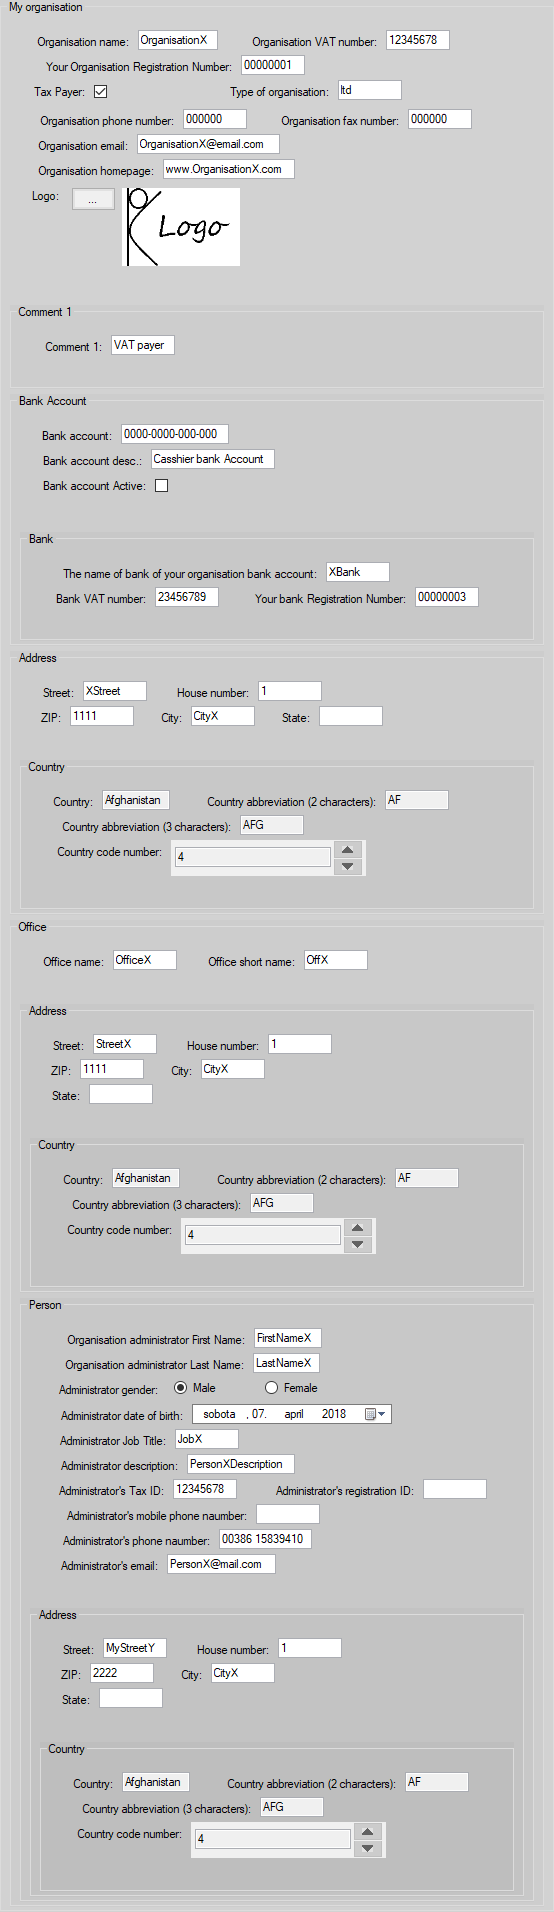 My organisation
Organisation name: OrganisationX Organisation VAT number: 12345678
Your Organisation Registration Number: 00000001
Tax Payer: Type of organisation: ltd
Organisation phone number: 000000 Organisation fax number: 000000
Organisation email: OrganisationX@email.com
Organisation homepage: www.OrganisationX.com
Logo: ... Logo
Comment 1
Comment 1: VAT payer
Bank Account
Bank account: 0000-0000-000-000
Bank account desc.: Casshier bank Account
Bank account Active:
Bank
The name of bank of your organisation bank account: XBank
Bank VAT number: 23456789 Your bank Registration Number: 00000003
Address
Street: XStreet House number: 1
ZIP: 1111 City: CityX State:
Country
Country: Afghanistan Country abbreviation (2 characters): AF
Country abbreviation (3 characters): AFG
Country code number: 4
Office
Office name: OfficeX Office short name: OffX
Address
Street: StreetX House number: 1
ZIP: 1111 City: CityX
State:
Country
Country: Afghanistan Country abbreviation (2 characters): AF
Country abbreviation (3 characters): AFG
Country code number: 4
Person
Organisation administrator First Name: FirstNameX
Organisation administrator Last Name: LastNameX
Administrator gender: Male Female
Administrator date of birth: sobota , 07. april 2018
Administrator Job Title: JobX
Administrator description: PersonXDescription
Administrator's Tax ID: 12345678 Administrator's registration ID:
Administrator's mobile phone naumber:
Administrator's phone naumber: 00386 15839410
Administrator's email: PersonX@mail.com
Address
Street: MyStreetY House number: 1
ZIP: 2222 City: CityX
State:
Country
Country: Afghanistan Country abbreviation (2 characters): AF
Country abbreviation (3 characters): AFG
Country code number: 4